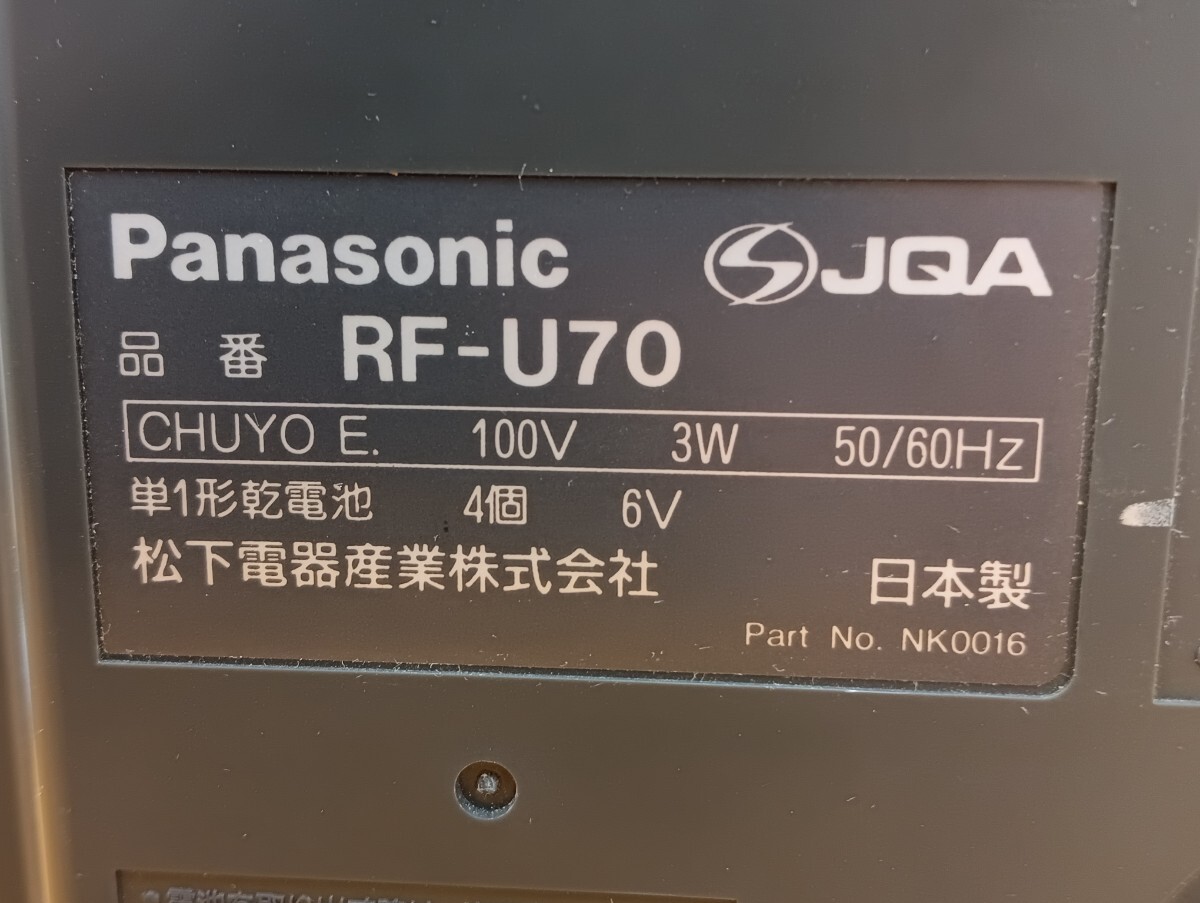 Panasonic JQA
品番 RF-U70
CHUYO E. 100V 3W 50/60Hz
単1形乾電池 4個 6V
松下電器産業株式会社 日本製
Part No. NK0016